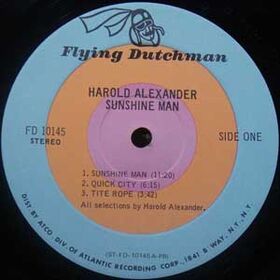 Flying Dutchman
HAROLD ALEXANDER
SUNSHINE MAN
FD 10145
STEREO
SIDE ONE
1. SUNSHINE MAN (11:20)
2. QUICK CITY (6:15)
3. TITE ROPE (3:42)
All selections by Harold Alexander.
(ST-FD-10145A-PR)
DIST BY ATCO. DIV. OF ATLANTIC RECORDING CORP., 1841 B WAY, N.Y., N.Y.